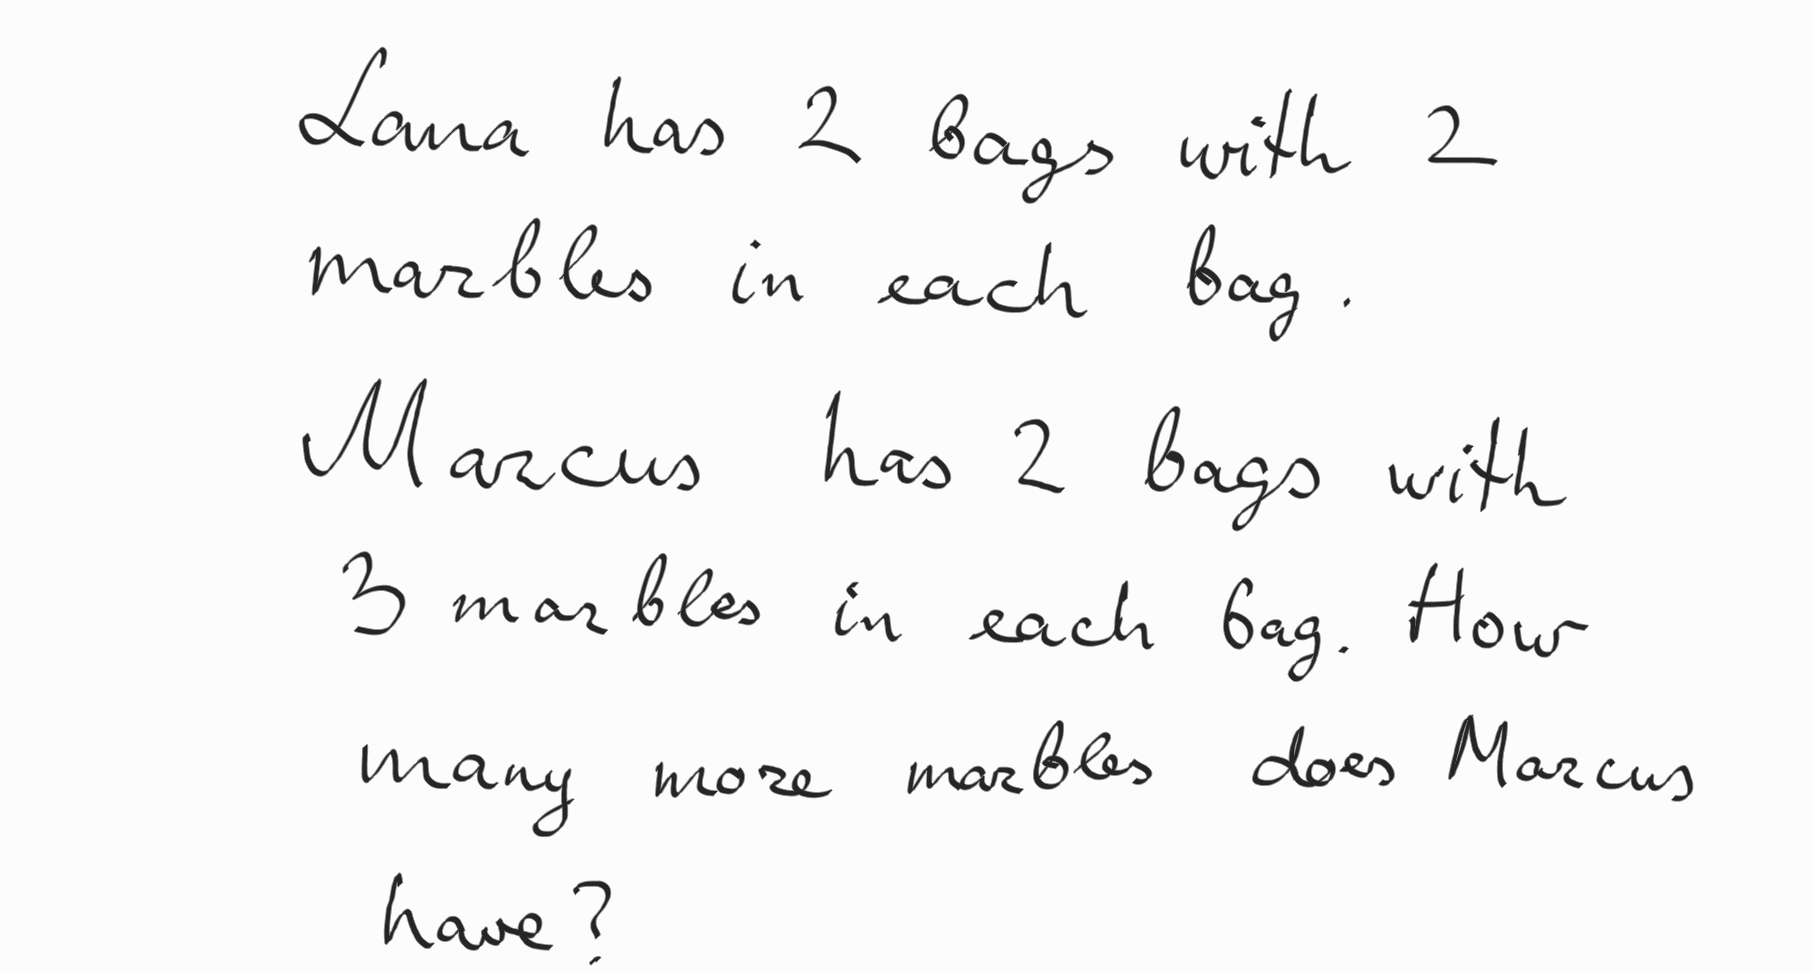 Lana has 2 bags with 2
marbles in each bag.
Marcus has 2 bags with
3 marbles in each bag. How
many more marbles does Marcus
have?